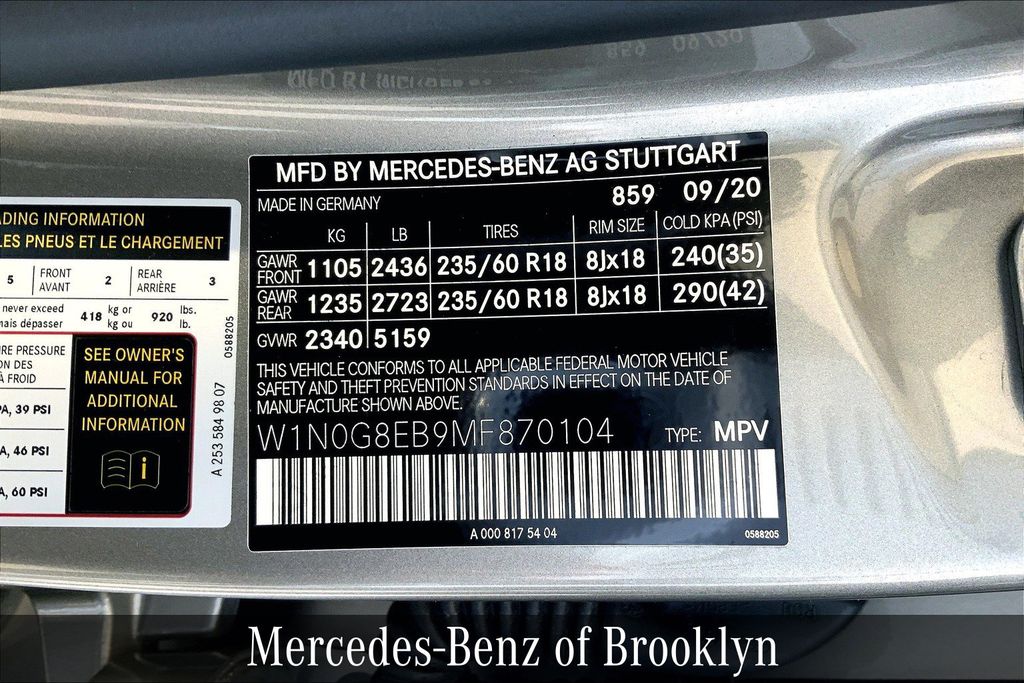 MFD BY MERCEDES-BENZ AG STUTTGART
MADE IN GERMANY 859 09/20
KG LB TIRES RIM SIZE COLD KPA(PSI)
GAWR FRONT 1105 2436 235/60 R18 8Jx18 240(35)
GAWR REAR 1235 2723 235/60 R18 8Jx18 290(42)
GVWR 2340 5159
THIS VEHICLE CONFORMS TO ALL APPLICABLE FEDERAL MOTOR VEHICLE
SAFETY AND THEFT PREVENTION STANDARDS IN EFFECT ON THE DATE OF
MANUFACTURE SHOWN ABOVE.
W1N0G8EB9MF870104 TYPE: MPV
A 000 817 54 04 0588205
INFORMATION
LES PNEUS ET LE CHARGEMENT
5 FRONT AVANT 2 REAR ARRIÈRE 3
never exceed 418 kg or 920 lbs.
dépasser kg ou lb.
PRESSURE
DES
FROID
39 PSI
46 PSI
60 PSI
SEE OWNER'S
MANUAL FOR
ADDITIONAL
INFORMATION
i
0588205
A 253 584 98 07
859 09/20
Mercedes-Benz of Brooklyn